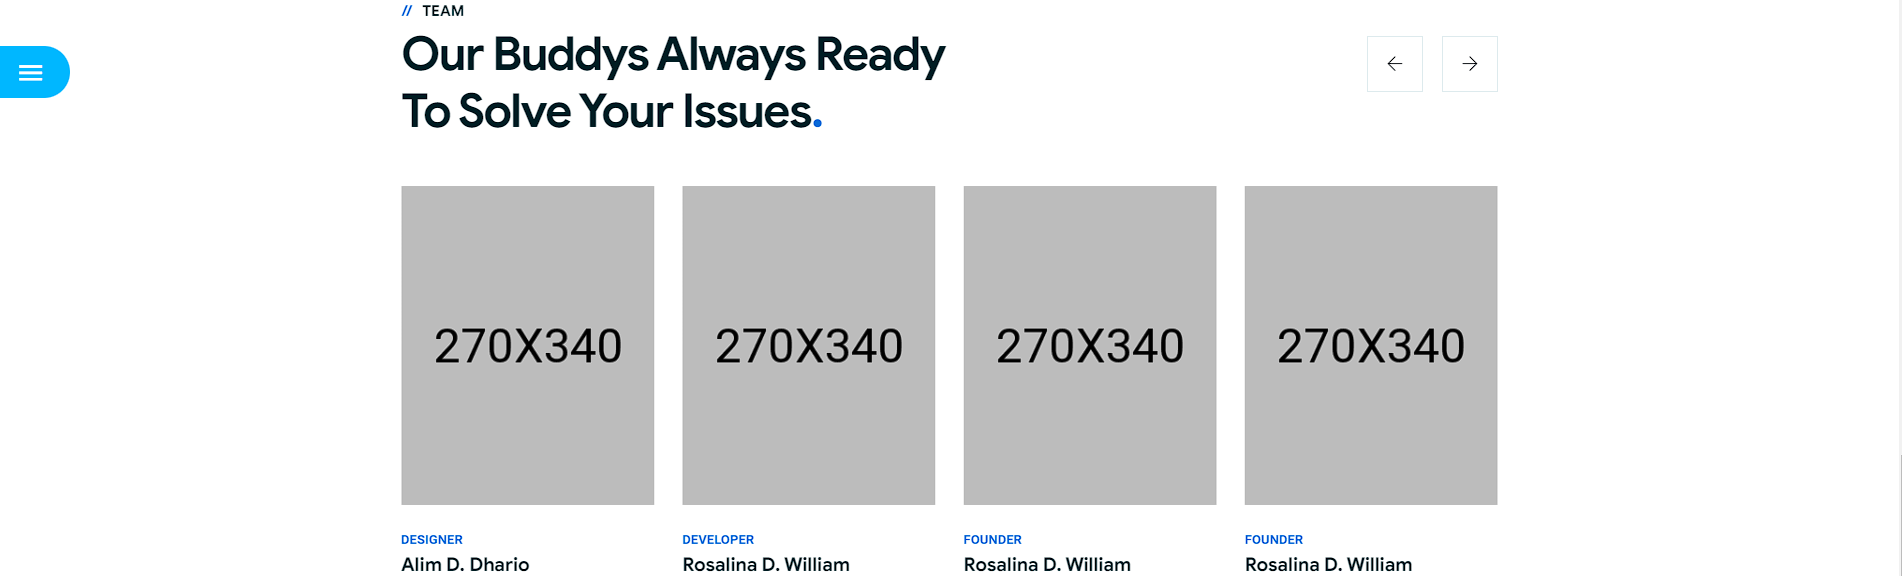 // TEAM
Our Buddys Always Ready
To Solve Your Issues.
270X340
270X340
270X340
270X340
DESIGNER
Alim D. Dhario
DEVELOPER
Rosalina D. William
FOUNDER
Rosalina D. William
FOUNDER
Rosalina D. William